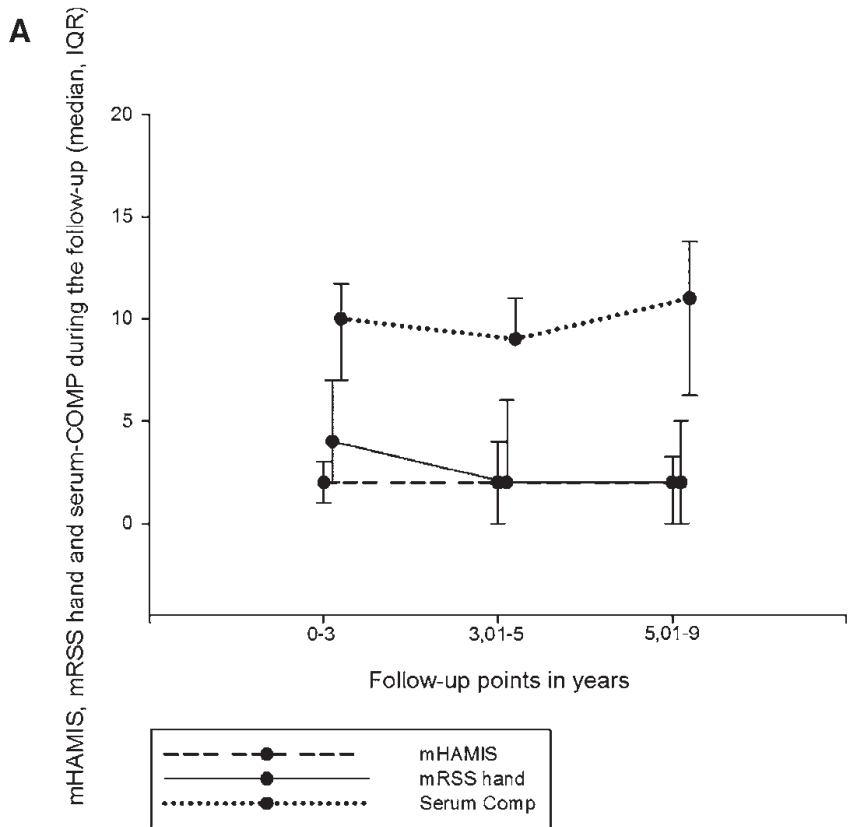 A
mHAMIS, mRSS hand and serum-COMP during the follow-up (median, IQR)
20
15
10
5
0
0-3
3,01-5
5,01-9
Follow-up points in years
mHAMIS
mRSS hand
Serum Comp